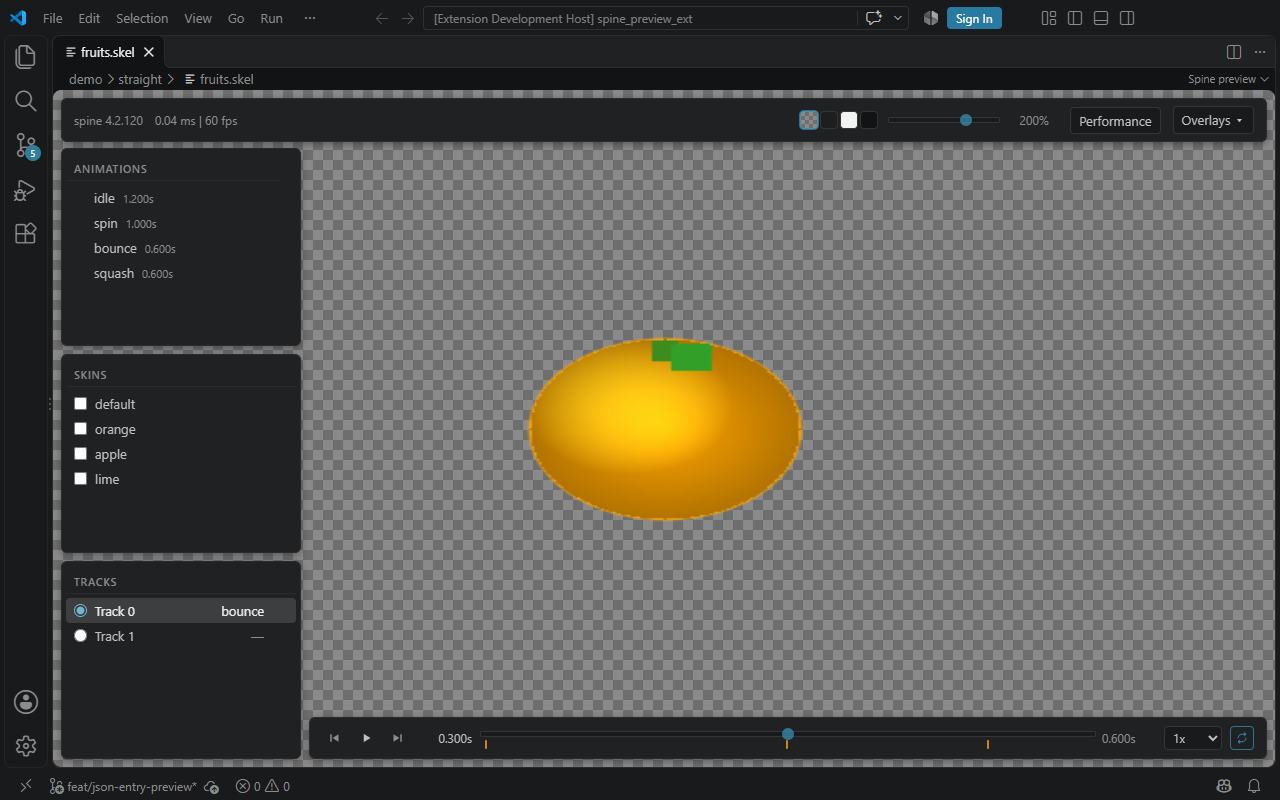 File Edit Selection View Go Run ··· [Extension Development Host] spine_preview_ext Sign In
fruits.skel
demo > straight > fruits.skel Spine preview
spine 4.2.120 0.04 ms | 60 fps 200% Performance Overlays
ANIMATIONS
idle 1.200s
spin 1.000s
bounce 0.600s
squash 0.600s
SKINS
default
orange
apple
lime
TRACKS
Track 0 bounce
Track 1 —
0.300s 0.600s 1x
5
feat/json-entry-preview* 0 0